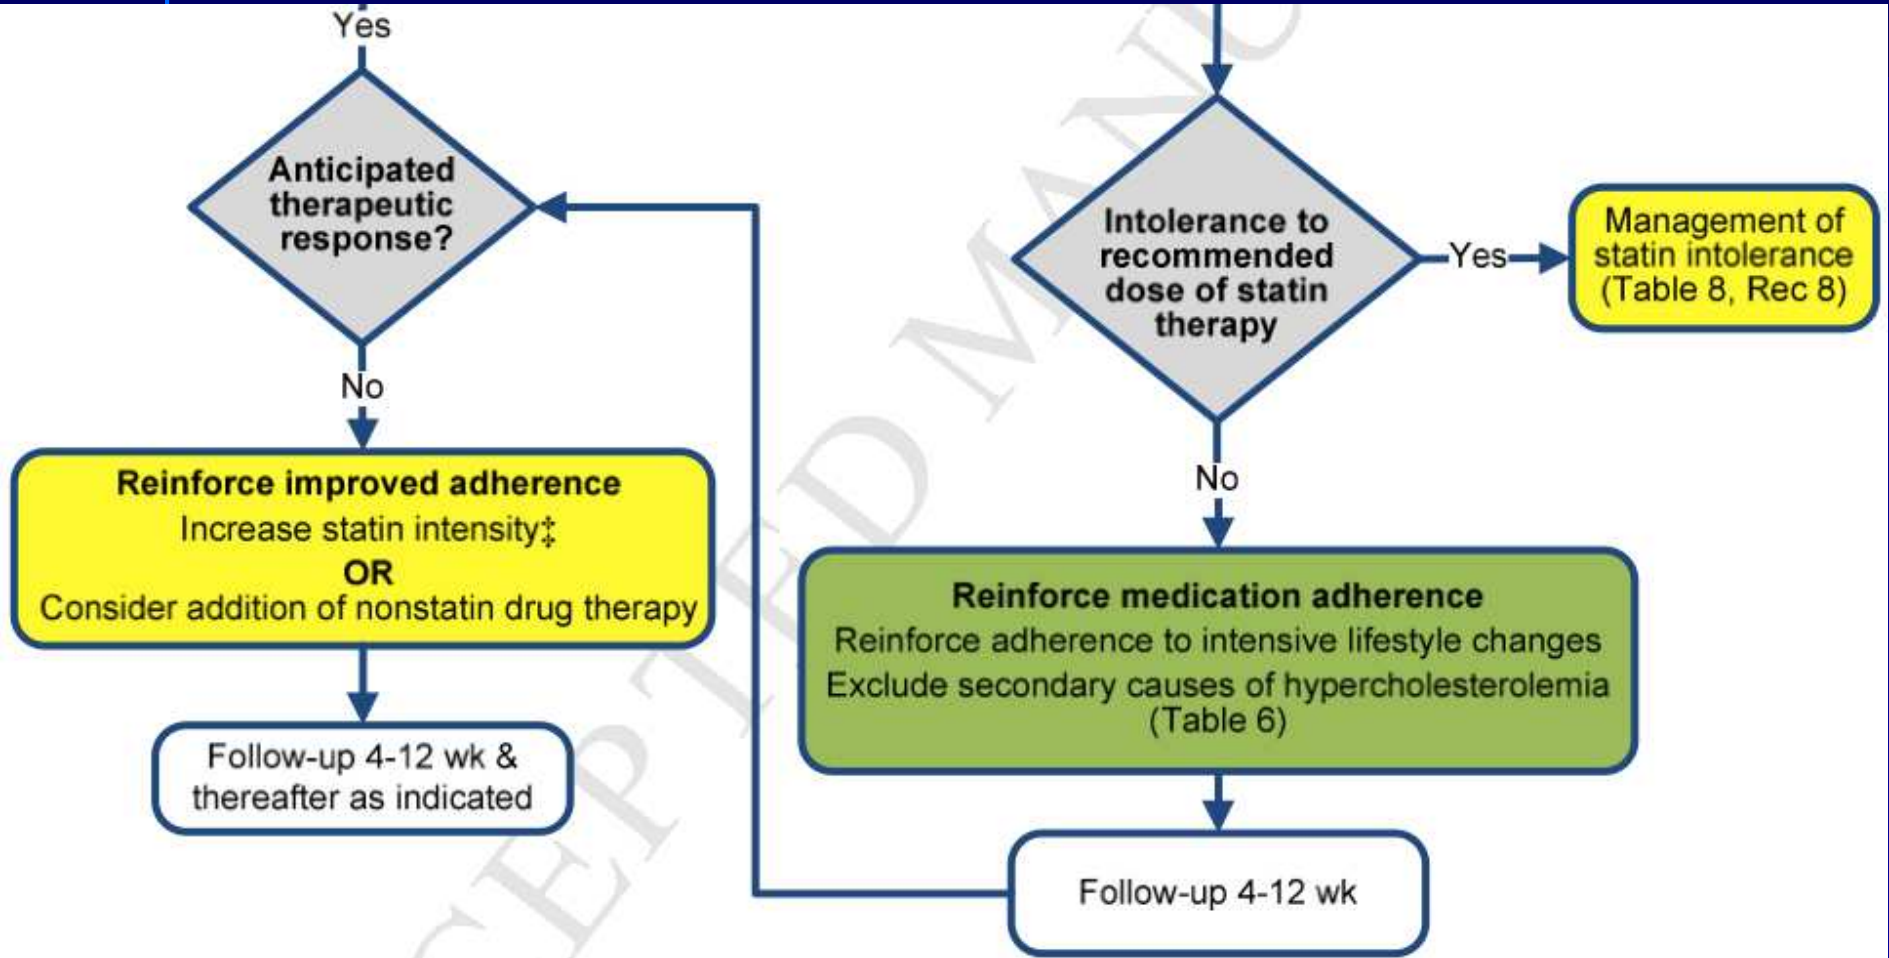 Yes
Anticipated
therapeutic
response?
No
Reinforce improved adherence
Increase statin intensity‡
OR
Consider addition of nonstatin drug therapy
Follow-up 4-12 wk &
thereafter as indicated
Intolerance to
recommended
dose of statin
therapy
Yes
Management of
statin intolerance
(Table 8, Rec 8)
No
Reinforce medication adherence
Reinforce adherence to intensive lifestyle changes
Exclude secondary causes of hypercholesterolemia
(Table 6)
Follow-up 4-12 wk
CEPTED MANU